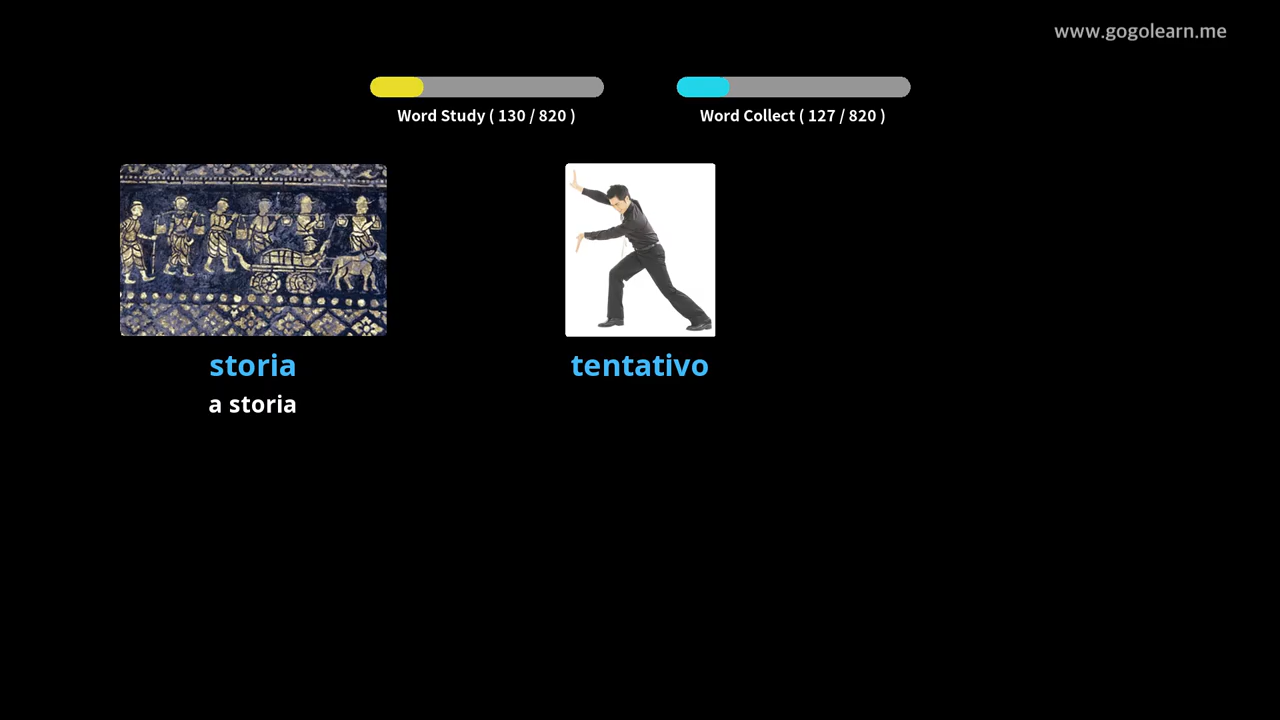 www.gogolearn.me
Word Study ( 130 / 820 )
Word Collect ( 127 / 820 )
storia
tentativo
a storia